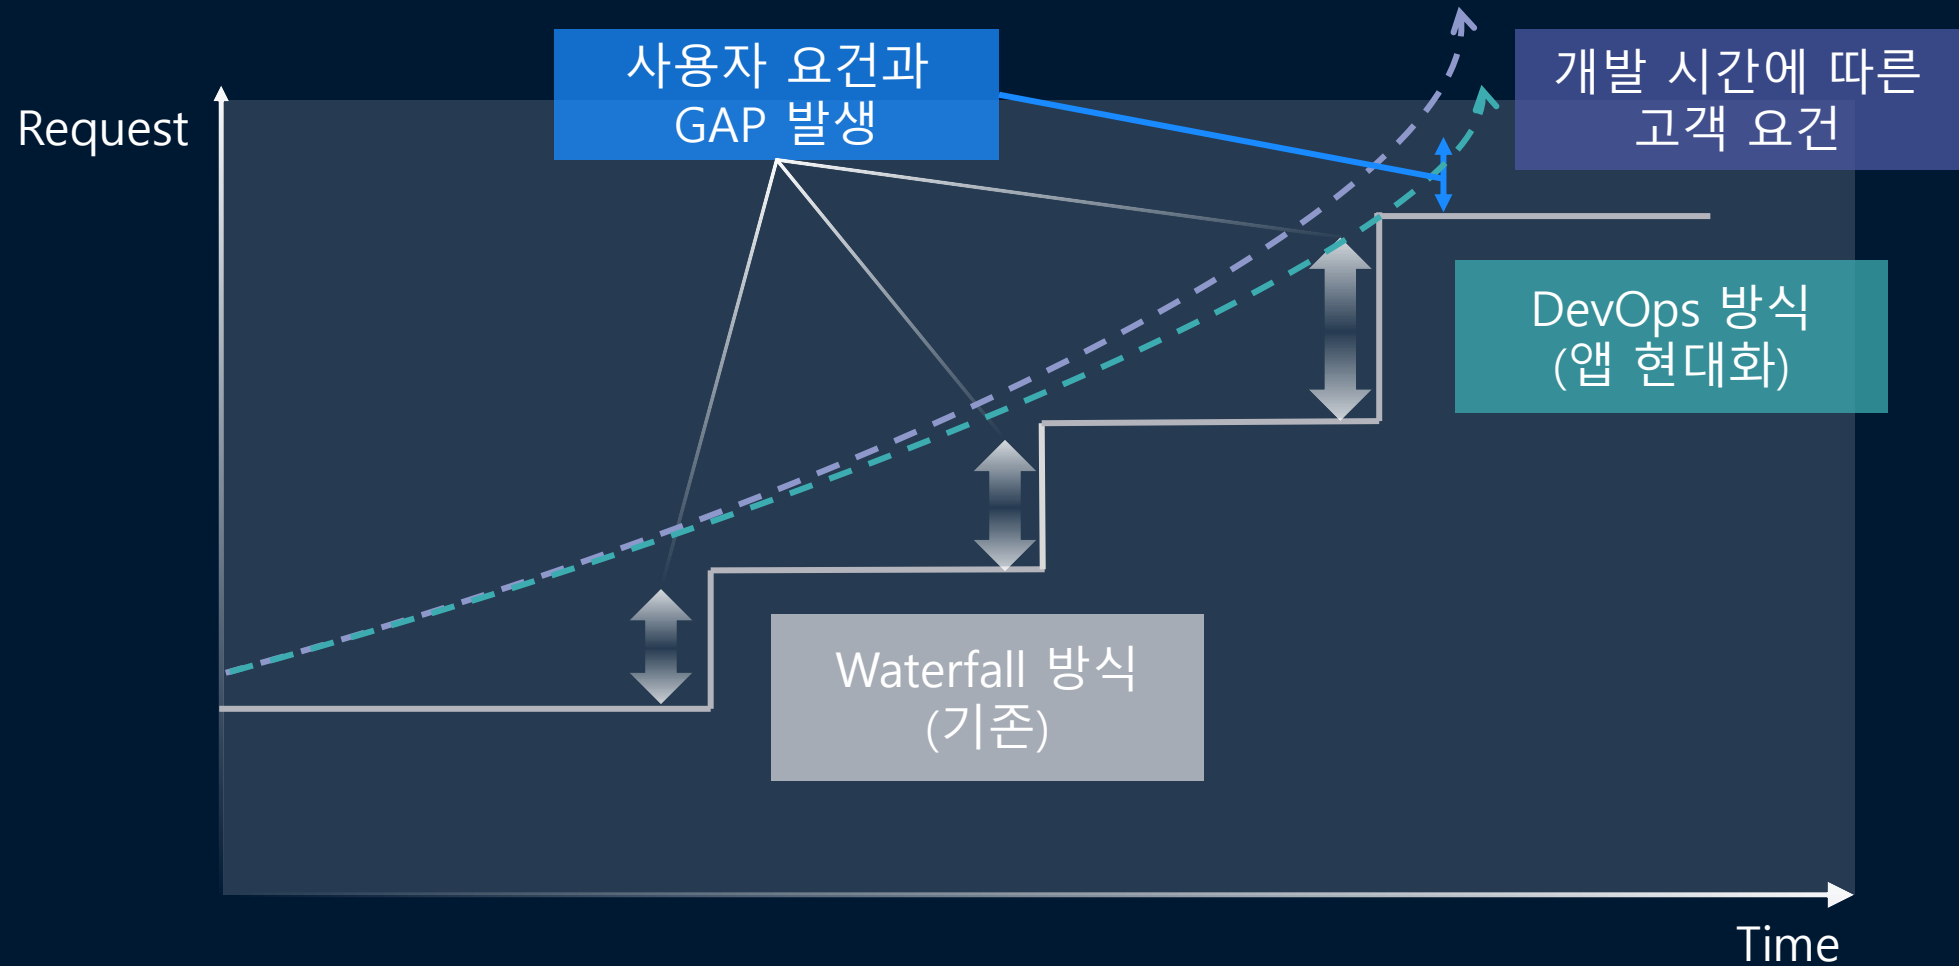 사용자 요건과
GAP 발생
개발 시간에 따른
고객 요건
Request
DevOps 방식
(앱 현대화)
Waterfall 방식
(기존)
Time